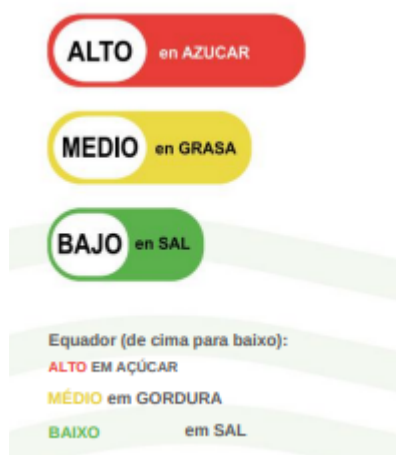 ALTO en AZUCAR
MEDIO en GRASA
BAJO en SAL
Equador (de cima para baixo):
ALTO EM AÇÚCAR
MÉDIO em GORDURA
BAIXO em SAL